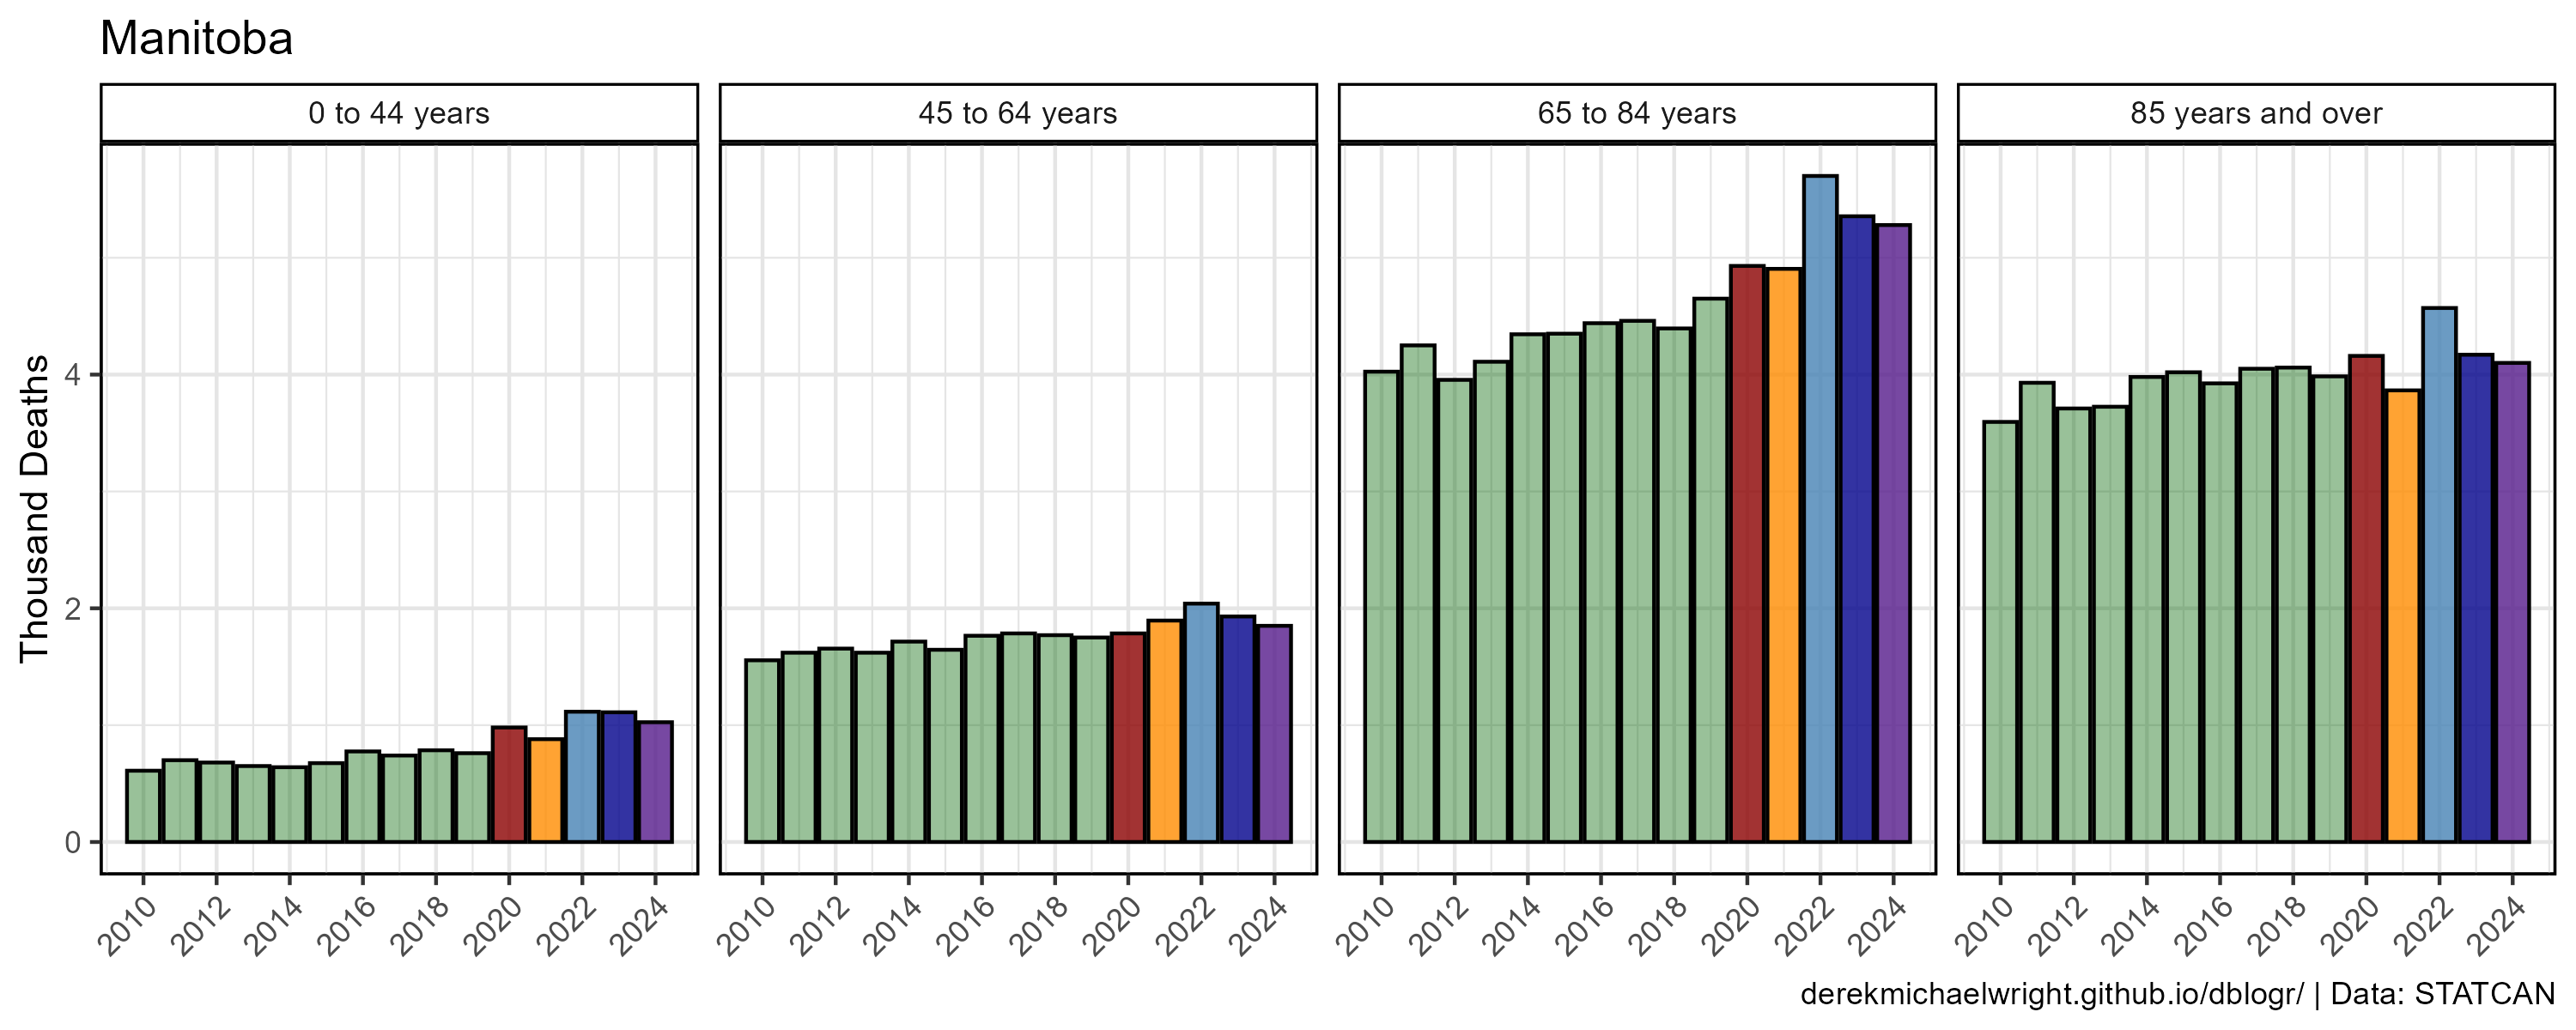 Manitoba
0 to 44 years
45 to 64 years
65 to 84 years
85 years and over
Thousand Deaths
4
2
0
2010 2012 2014 2016 2018 2020 2022 2024
2010 2012 2014 2016 2018 2020 2022 2024
2010 2012 2014 2016 2018 2020 2022 2024
2010 2012 2014 2016 2018 2020 2022 2024
derekmichaelwright.github.io/dblogr/ | Data: STATCAN